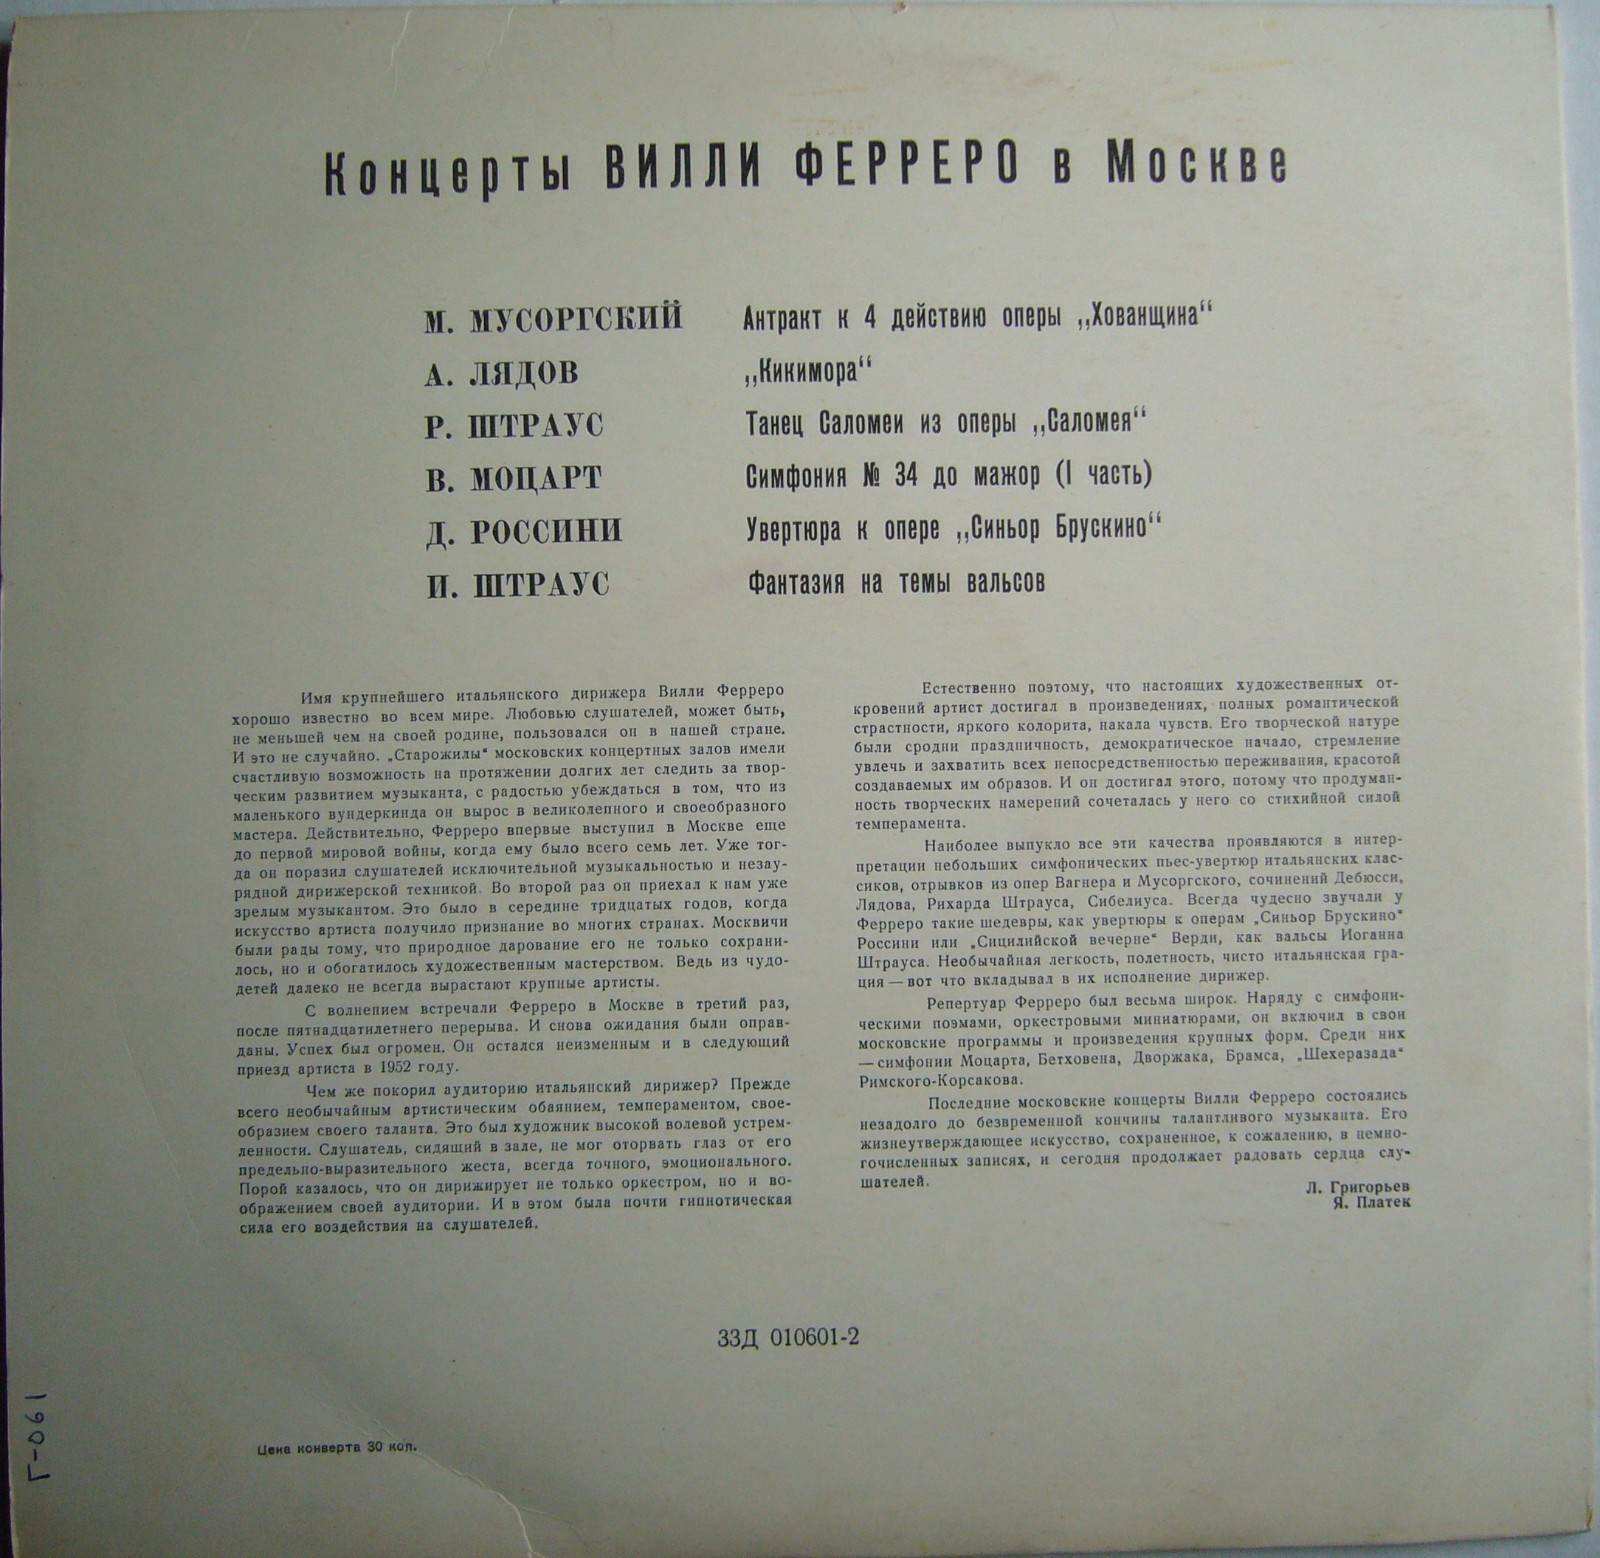 Концерты ВИЛЛИ ФЕРРЕРО в Москве
М. МУСОРГСКИЙ Антракт к 4 действию оперы „Хованщина“
А. ЛЯДОВ „Кикимора“
Р. ШТРАУС Танец Саломеи из оперы „Саломея“
В. МОЦАРТ Симфония № 34 до мажор (I часть)
Д. РОССИНИ Увертюра к опере „Синьор Брускино“
И. ШТРАУС Фантазия на темы вальсов
Имя крупнейшего итальянского дирижера Вилли Ферреро
хорошо известно во всем мире. Любовью слушателей, может быть,
не меньшей чем на своей родине, пользовался он в нашей стране.
И это не случайно. „Старожилы“ московских концертных залов имели
счастливую возможность на протяжении долгих лет следить за твор-
ческим развитием музыканта, с радостью убеждаться в том, что из
маленького вундеркинда он вырос в великолепного и своеобразного
мастера. Действительно, Ферреро впервые выступил в Москве еще
до первой мировой войны, когда ему было всего семь лет. Уже тог-
да он поразил слушателей исключительной музыкальностью и незау-
рядной дирижерской техникой. Во второй раз он приехал к нам уже
зрелым музыкантом. Это было в середине тридцатых годов, когда
искусство артиста получило признание во многих странах. Москвичи
были рады тому, что природное дарование его не только сохрани-
лось, но и обогатилось художественным мастерством. Ведь из чудо-
детей далеко не всегда вырастают крупные артисты.
С волнением встречали Ферреро в Москве в третий раз,
после пятнадцатилетнего перерыва. И снова ожидания были оправ-
даны. Успех был огромен. Он остался неизменным и в следующий
приезд артиста в 1952 году.
Чем же покорил аудиторию итальянский дирижер? Прежде
всего необычайным артистическим обаянием, темпераментом, свое-
образием своего таланта. Это был художник высокой волевой устрем-
ленности. Слушатель, сидящий в зале, не мог оторвать глаз от его
предельно-выразительного жеста, всегда точного, эмоционального.
Порой казалось, что он дирижирует не только оркестром, но и во-
ображением своей аудитории. И в этом была почти гипнотическая
сила его воздействия на слушателей.
Естественно поэтому, что настоящих художественных от-
кровений артист достигал в произведениях, полных романтической
страстности, яркого колорита, накала чувств. Его творческой натуре
были сродни праздничность, демократическое начало, стремление
увлечь и захватить всех непосредственностью переживания, красотой
создаваемых им образов. И он достигал этого, потому что продуман-
ность творческих намерений сочеталась у него со стихийной силой
темперамента.
Наиболее выпукло все эти качества проявляются в интер-
претации небольших симфонических пьес-увертюр итальянских клас-
сиков, отрывков из опер Вагнера и Мусоргского, сочинений Дебюсси,
Лядова, Рихарда Штрауса, Сибелиуса. Всегда чудесно звучали у
Ферреро такие шедевры, как увертюры к операм „Синьор Брускино“
Россини или „Сицилийской вечерне“ Верди, как вальсы Иоганна
Штрауса. Необычайная легкость, полетность, чисто итальянская гра-
ция — вот что вкладывал в их исполнение дирижер.
Репертуар Ферреро был весьма широк. Наряду с симфони-
ческими поэмами, оркестровыми миниатюрами, он включил в свои
московские программы и произведения крупных форм. Среди них
— симфонии Моцарта, Бетховена, Дворжака, Брамса, „Шехеразада“
Римского-Корсакова.
Последние московские концерты Вилли Ферреро состоялись
незадолго до безвременной кончины талантливого музыканта. Его
жизнеутверждающее искусство, сохраненное, к сожалению, в немно-
гочисленных записях, и сегодня продолжает радовать сердца слу-
шателей.
Л. Григорьев
Я. Платек
33Д 010601-2
Цена конверта 30 коп.
Г-061